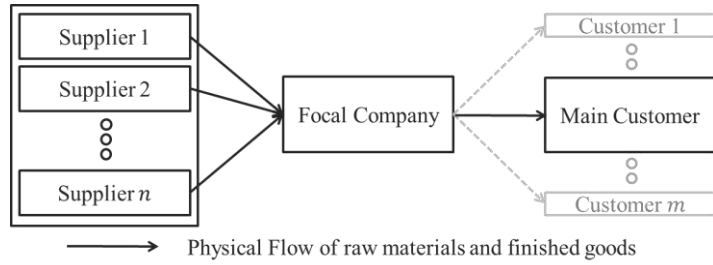 Supplier 1
Supplier 2
Supplier n
Focal Company
Customer 1
Main Customer
Customer m
Physical Flow of raw materials and finished goods